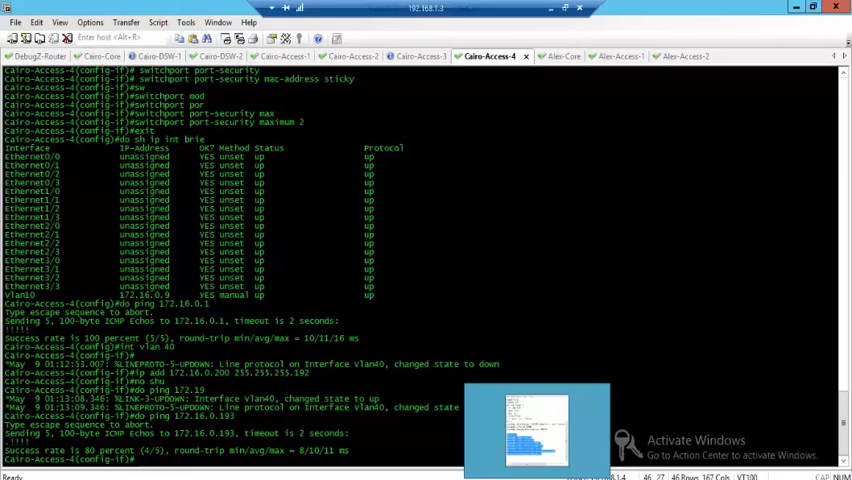 192.168.1.3
File Edit View Options Transfer Script Tools Window Help
Enter host <Alt+R>
DebugZ-Router Cairo-Core Cairo-DSW-1 Cairo-DSW-2 Cairo-Access-1 Cairo-Access-2 Cairo-Access-3 Cairo-Access-4 Alex-Core Alex-Access-1 Alex-Access-2
Cairo-Access-4(config-if)# switchport port-security
Cairo-Access-4(config-if)# switchport port-security mac-address sticky
Cairo-Access-4(config-if)#sw
Cairo-Access-4(config-if)#switchport mod
Cairo-Access-4(config-if)#switchport por
Cairo-Access-4(config-if)#switchport port-security max
Cairo-Access-4(config-if)#switchport port-security maximum 2
Cairo-Access-4(config-if)#exit
Cairo-Access-4(config)#do sh ip int brie
Interface IP-Address OK? Method Status Protocol
Ethernet0/0 unassigned YES unset up up
Ethernet0/1 unassigned YES unset up up
Ethernet0/2 unassigned YES unset up up
Ethernet0/3 unassigned YES unset up up
Ethernet1/0 unassigned YES unset up up
Ethernet1/1 unassigned YES unset up up
Ethernet1/2 unassigned YES unset up up
Ethernet1/3 unassigned YES unset up up
Ethernet2/0 unassigned YES unset up up
Ethernet2/1 unassigned YES unset up up
Ethernet2/2 unassigned YES unset up up
Ethernet2/3 unassigned YES unset up up
Ethernet3/0 unassigned YES unset up up
Ethernet3/1 unassigned YES unset up up
Ethernet3/2 unassigned YES unset up up
Ethernet3/3 unassigned YES unset up up
Vlan10 172.16.0.9 YES manual up up
Cairo-Access-4(config)#do ping 172.16.0.1
Type escape sequence to abort.
Sending 5, 100-byte ICMP Echos to 172.16.0.1, timeout is 2 seconds:
!!!!!
Success rate is 100 percent (5/5), round-trip min/avg/max = 10/11/16 ms
Cairo-Access-4(config)#int vlan 40
Cairo-Access-4(config-if)#
*May 9 01:12:53.007: %LINEPROTO-5-UPDOWN: Line protocol on Interface Vlan40, changed state to down
Cairo-Access-4(config-if)#ip add 172.16.0.200 255.255.255.192
Cairo-Access-4(config-if)#no shu
Cairo-Access-4(config-if)#do ping 172.19
*May 9 01:13:08.346: %LINK-3-UPDOWN: Interface Vlan40, changed state to up
*May 9 01:13:09.346: %LINEPROTO-5-UPDOWN: Line protocol on Interface Vlan40, changed state
Cairo-Access-4(config-if)#do ping 172.16.0.193
Type escape sequence to abort.
Sending 5, 100-byte ICMP Echos to 172.16.0.193, timeout is 2 seconds:
.!!!!
Success rate is 80 percent (4/5), round-trip min/avg/max = 8/10/11 ms
Cairo-Access-4(config-if)#
Activate Windows
Go to Action Center to activate Windows.
Ready 46, 27 46 Rows, 167 Cols VT100 CAP NUM